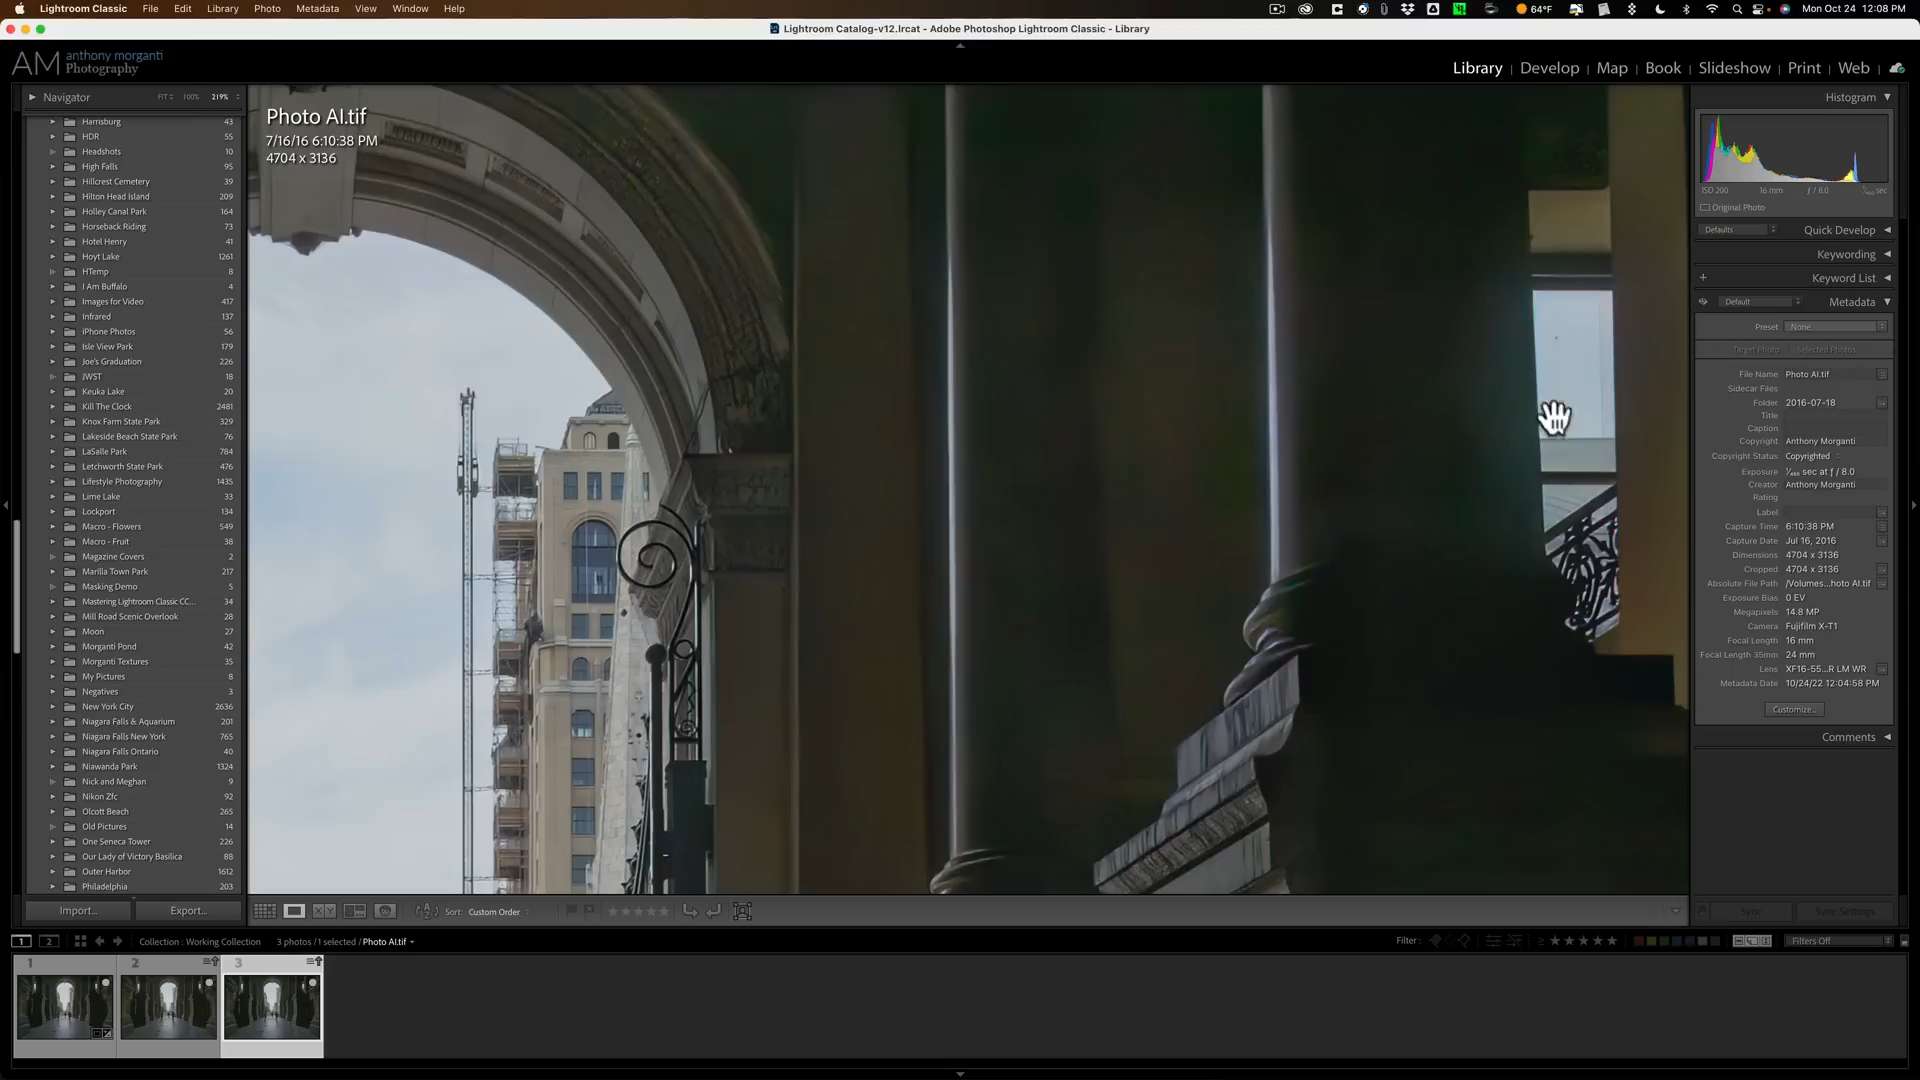 Lightroom Classic File Edit Library Photo Metadata View Window Help 64°F Mon Oct 24 12:08 PM
Lightroom Catalog-v12.lrcat - Adobe Photoshop Lightroom Classic - Library
AM anthony morganti
Photography
Library | Develop | Map | Book | Slideshow | Print | Web
Navigator FIT 100% 219%
Harrisburg 43
HDR 55
Headshots 10
High Falls 95
Hillcrest Cemetery 39
Hilton Head Island 209
Holley Canal Park 164
Horseback Riding 73
Hotel Henry 41
Hoyt Lake 1261
HTemp 8
I Am Buffalo 4
Images for Video 417
Infrared 137
iPhone Photos 56
Isle View Park 179
Joe's Graduation 226
JWST 18
Keuka Lake 20
Kill The Clock 2481
Knox Farm State Park 329
Lakeside Beach State Park 76
LaSalle Park 784
Letchworth State Park 476
Lifestyle Photography 1435
Lime Lake 33
Lockport 134
Macro - Flowers 549
Macro - Fruit 38
Magazine Covers 2
Marilla Town Park 217
Masking Demo 5
Mastering Lightroom Classic CC... 34
Mill Road Scenic Overlook 28
Moon 27
Morganti Pond 42
Morganti Textures 35
My Pictures 8
Negatives 3
New York City 2636
Niagara Falls & Aquarium 201
Niagara Falls New York 765
Niagara Falls Ontario 40
Niawanda Park 1324
Nick and Meghan 9
Nikon Zfc 92
Olcott Beach 265
Old Pictures 14
One Seneca Tower 226
Our Lady of Victory Basilica 88
Outer Harbor 1612
Philadelphia 203
Import... Export...
Photo AI.tif
7/16/16 6:10:38 PM
4704 x 3136
Histogram
ISO 200 16 mm ƒ / 8.0 sec
Original Photo
Defaults Quick Develop
Keywording
Keyword List
Default Metadata
Preset None
Target Photo Selected Photos
File Name Photo AI.tif
Sidecar Files
Folder 2016-07-18
Title
Caption
Copyright Anthony Morganti
Copyright Status Copyrighted
Exposure sec at ƒ / 8.0
Creator Anthony Morganti
Rating
Label
Capture Time 6:10:38 PM
Capture Date Jul 16, 2016
Dimensions 4704 x 3136
Cropped 4704 x 3136
Absolute File Path /Volumes...hoto AI.tif
Exposure Bias 0 EV
Megapixels 14.8 MP
Camera Fujifilm X-T1
Focal Length 16 mm
Focal Length 35mm 24 mm
Lens XF16-55...R LM WR
Metadata Date 10/24/22 12:04:58 PM
Customize...
Comments
Sort: Custom Order
Sync Sync Settings
1 2 Collection : Working Collection 3 photos / 1 selected / Photo AI.tif
Filter : Filters Off
1 2 3